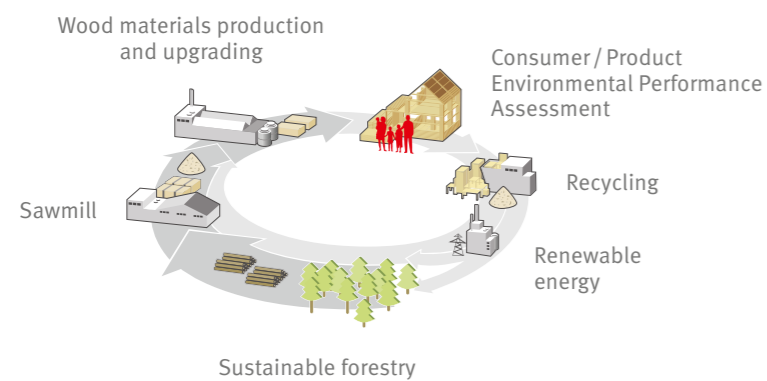 Wood materials production
and upgrading
Consumer / Product
Environmental Performance
Assessment
Recycling
Sawmill
Renewable
energy
Sustainable forestry